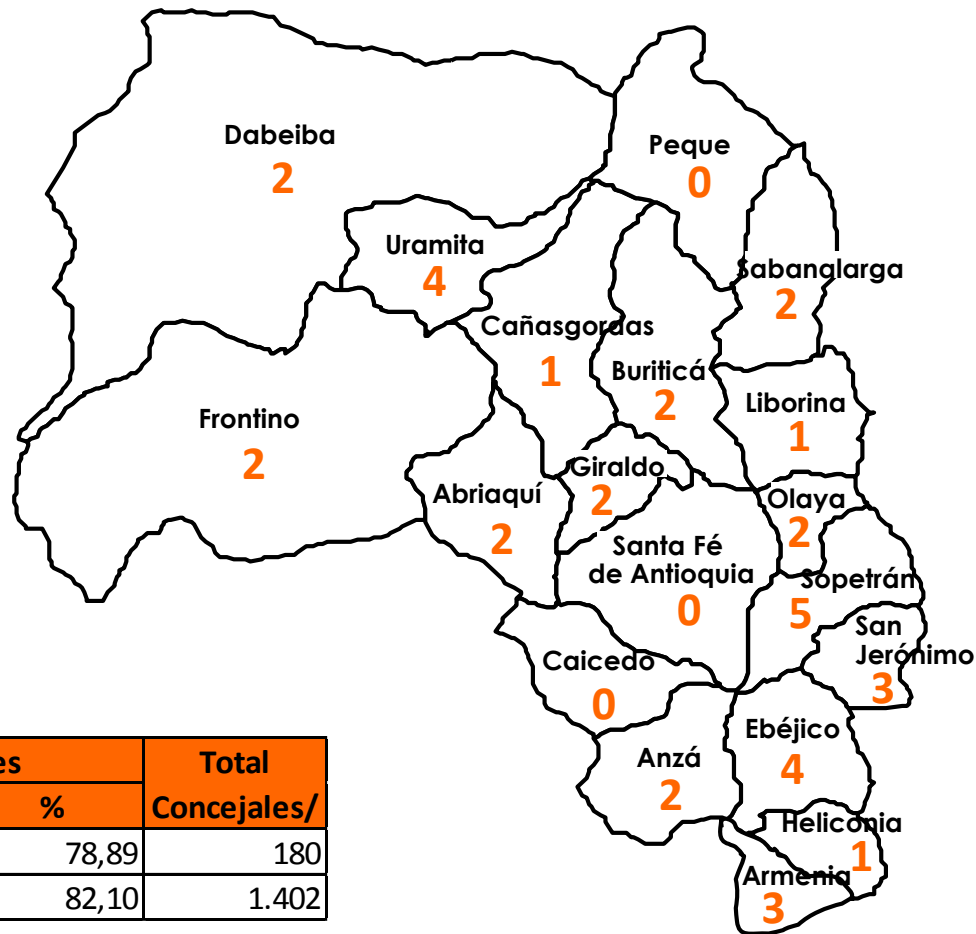 Dabeiba
2
Peque
0
Uramita
4
Sabanalarga
2
Cañasgordas
1
Buriticá
2
Liborina
1
Frontino
2
Giraldo
2
Abriaquí
2
Olaya
2
Santa Fé
de Antioquia
0
Sopetrán
5
San
Jerónimo
3
Caicedo
0
Ebéjico
4
Anzá
2
Heliconia
1
Armenia
3
es Total
% Concejales/
78,89 180
82,10 1.402